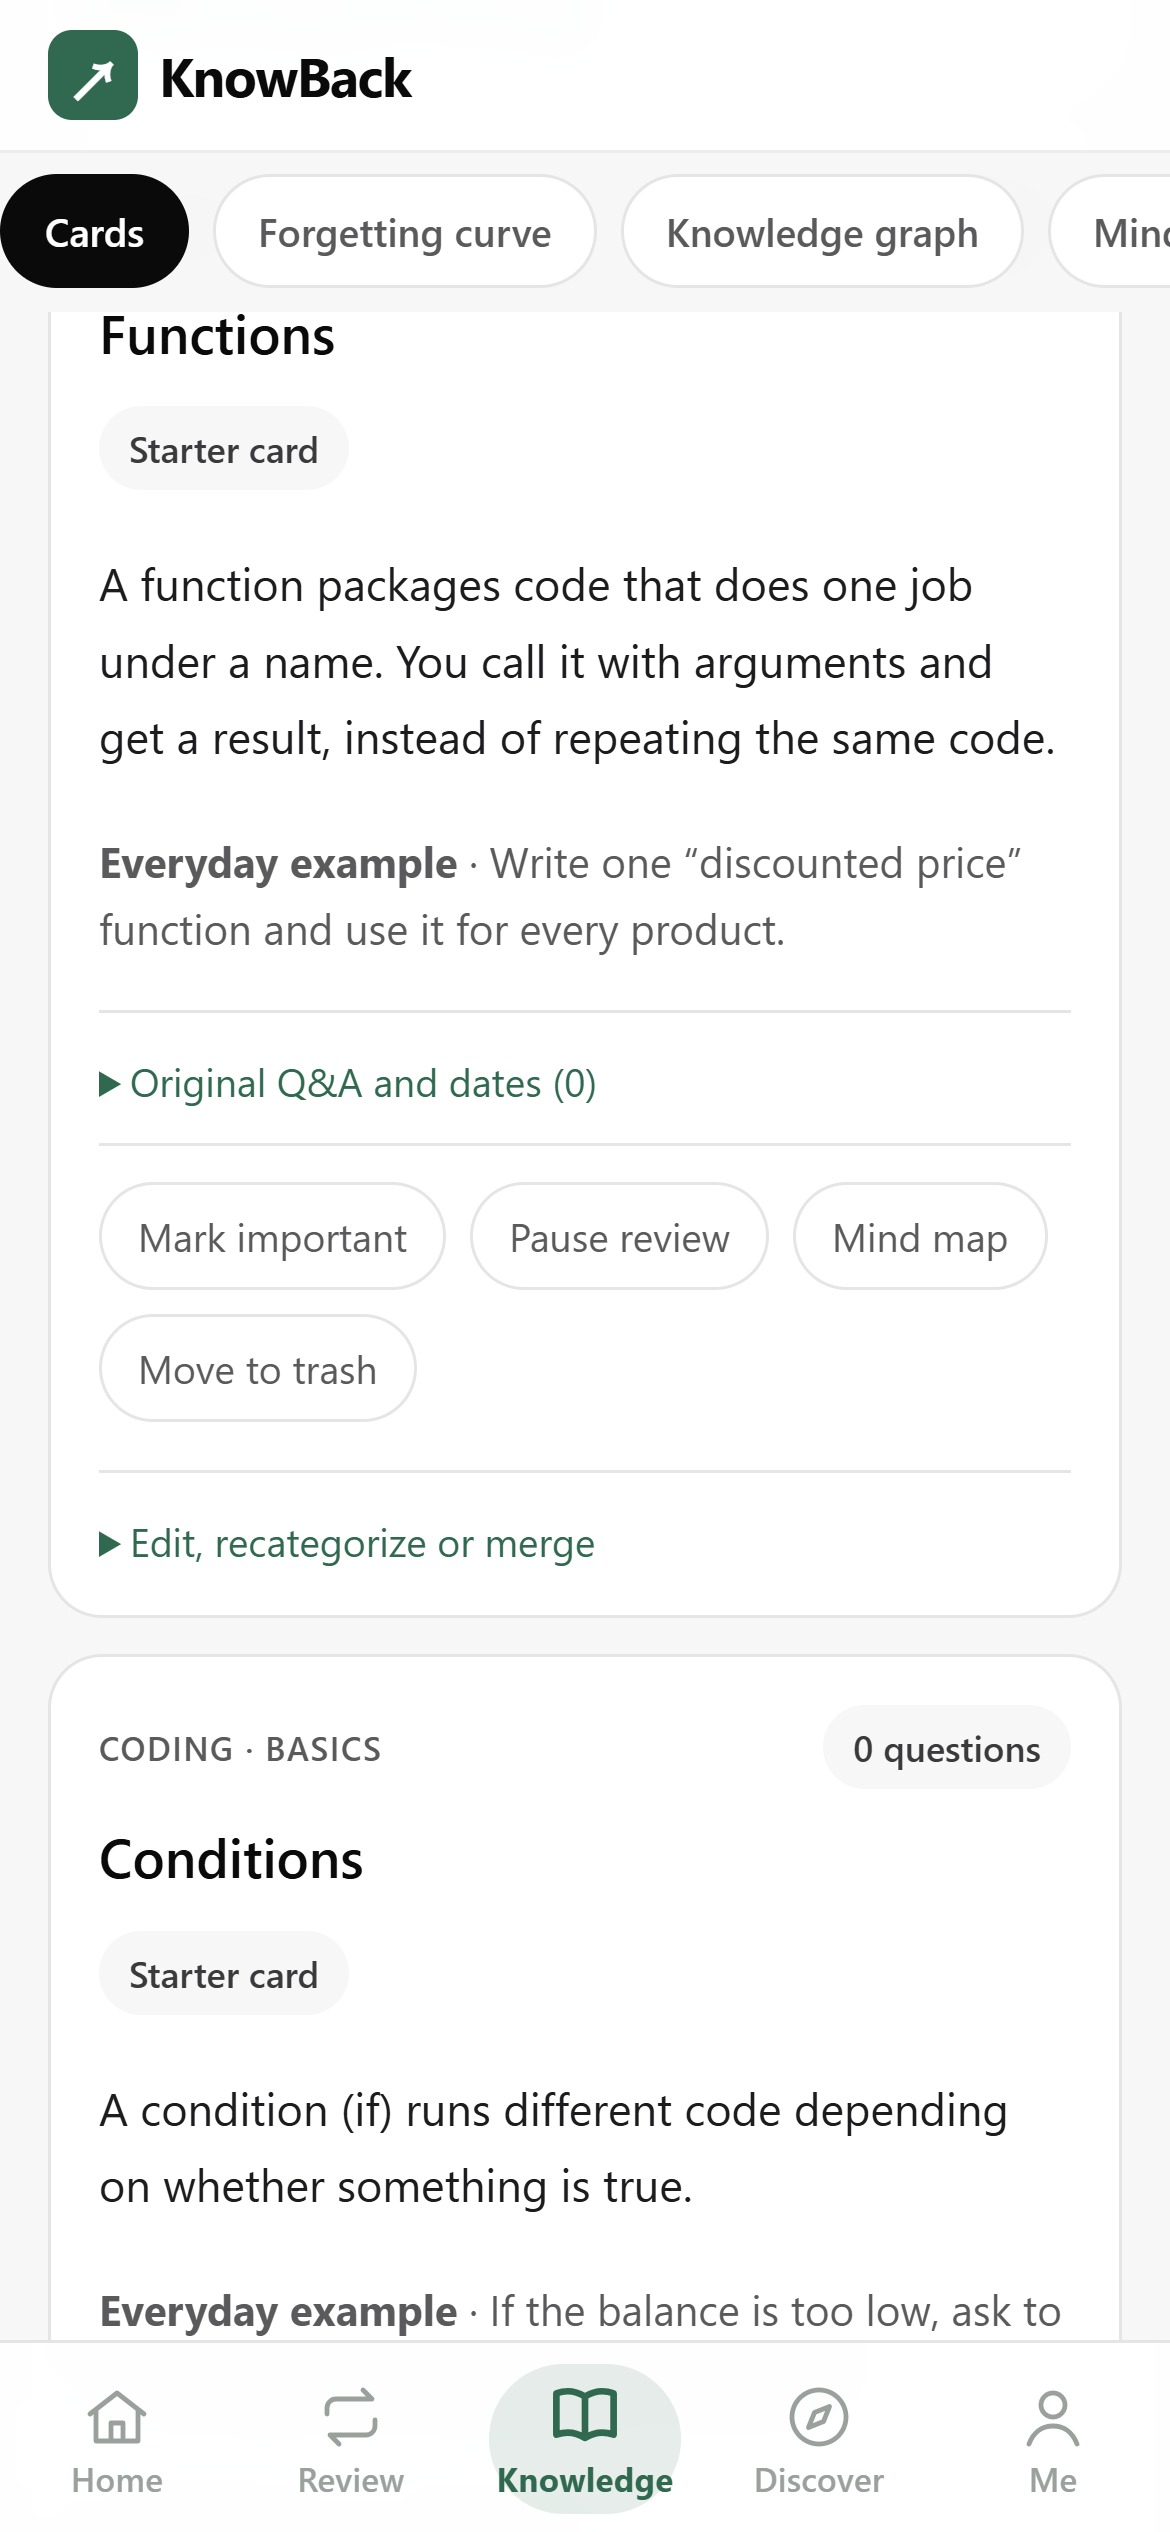 KnowBack
Cards
Forgetting curve
Knowledge graph
Functions
Starter card
A function packages code that does one job
under a name. You call it with arguments and
get a result, instead of repeating the same code.
Everyday example · Write one “discounted price”
function and use it for every product.
Original Q&A and dates (0)
Mark important
Pause review
Mind map
Move to trash
Edit, recategorize or merge
CODING · BASICS
0 questions
Conditions
Starter card
A condition (if) runs different code depending
on whether something is true.
Everyday example · If the balance is too low, ask to
Home
Review
Knowledge
Discover
Me